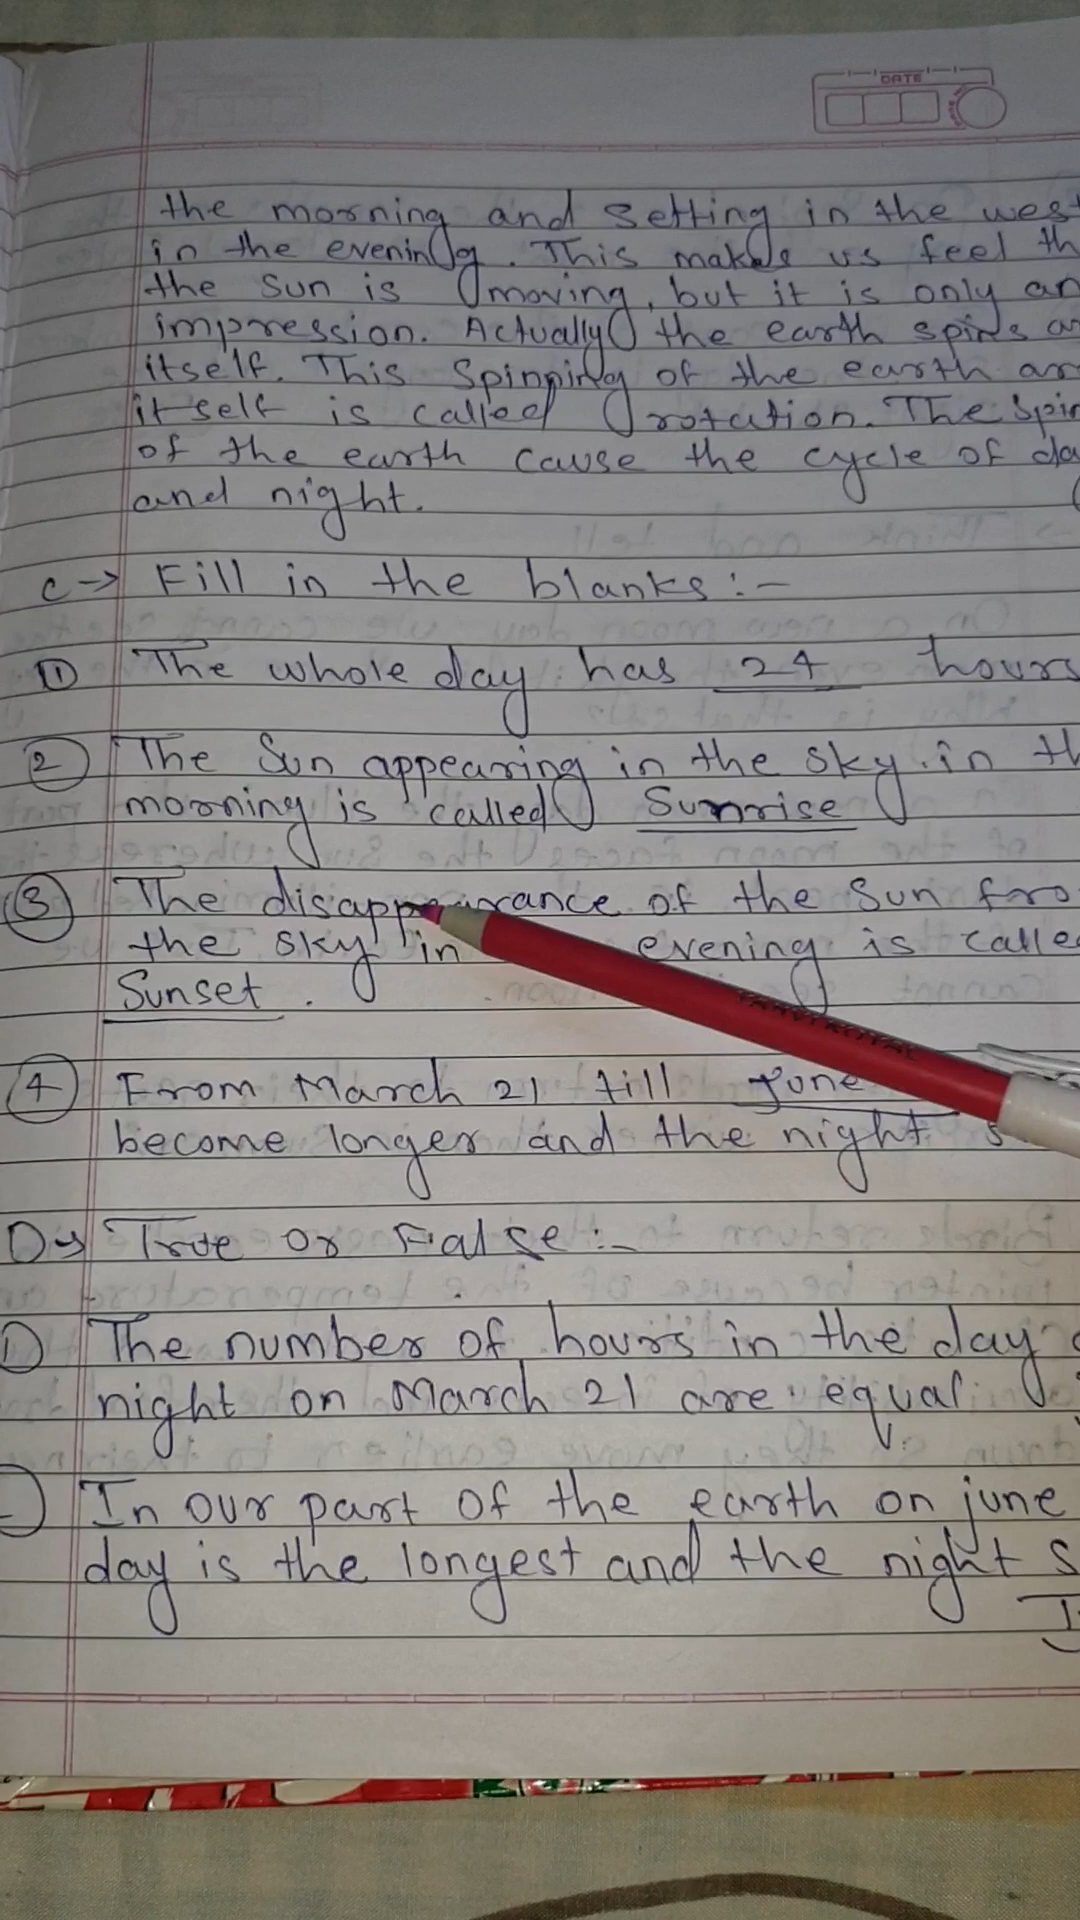 DATE
the morning and setting in the west
in the evening. This makes us feel th
the Sun is moving, but it is only an
impression. Actually the earth spins a
itself. This Spinning of the earth ar
itself is called rotation. The Spin
of the earth cause the cycle of da
and night.
C→ Fill in the blanks:-
① The whole day has 24 hours
② The Sun appearing in the sky in th
morning is called Sunrise
③ The disappearance of the Sun fro
the sky in evening is calle
Sunset.
④ From March 21 till June
become longer and the night s
D→ True or False:-
① The number of hours in the day
night on March 21 are equal.
In our part of the earth on june
day is the longest and the night s